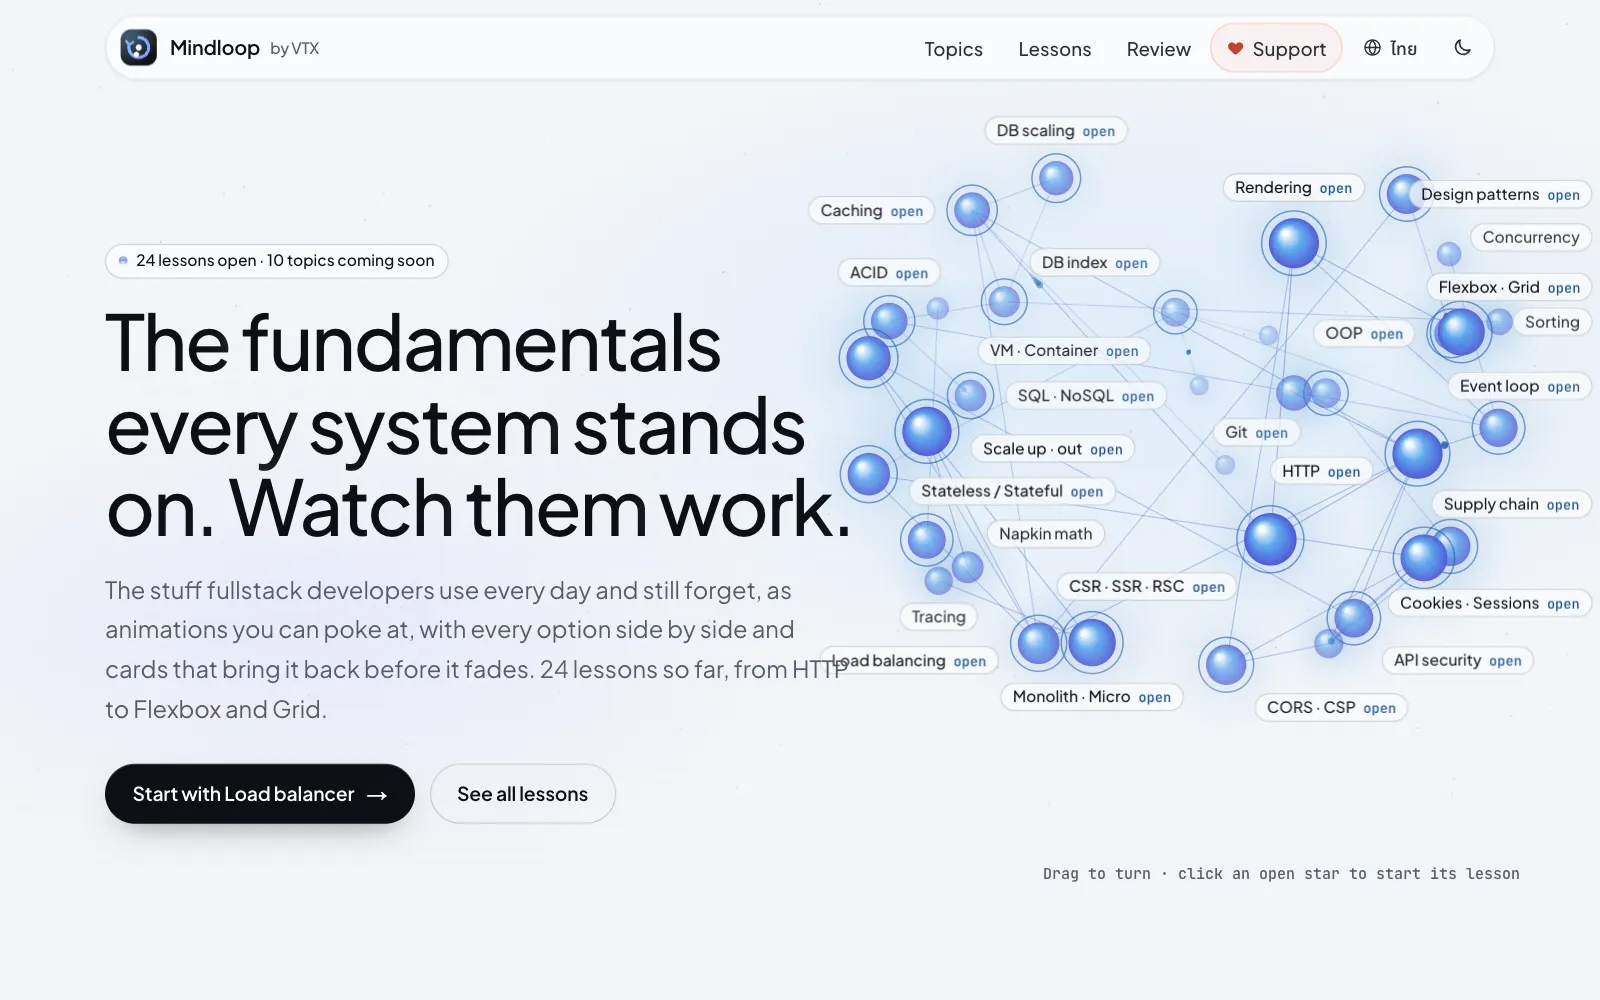 Mindloop by VTX
Topics
Lessons
Review
Support
ไทย
24 lessons open · 10 topics coming soon
The fundamentals
every system stands
on. Watch them work.
The stuff fullstack developers use every day and still forget, as
animations you can poke at, with every option side by side and
cards that bring it back before it fades. 24 lessons so far, from HTTP
to Flexbox and Grid.
Start with Load balancer →
See all lessons
DB scaling open
Rendering open
Design patterns open
Caching open
Concurrency
DB index open
ACID open
Flexbox · Grid open
Sorting
OOP open
VM · Container open
Event loop open
SQL · NoSQL open
Git open
Scale up · out open
HTTP open
Stateless / Stateful open
Supply chain open
Napkin math
CSR · SSR · RSC open
Cookies · Sessions open
Tracing
Load balancing open
API security open
Monolith · Micro open
CORS · CSP open
Drag to turn · click an open star to start its lesson